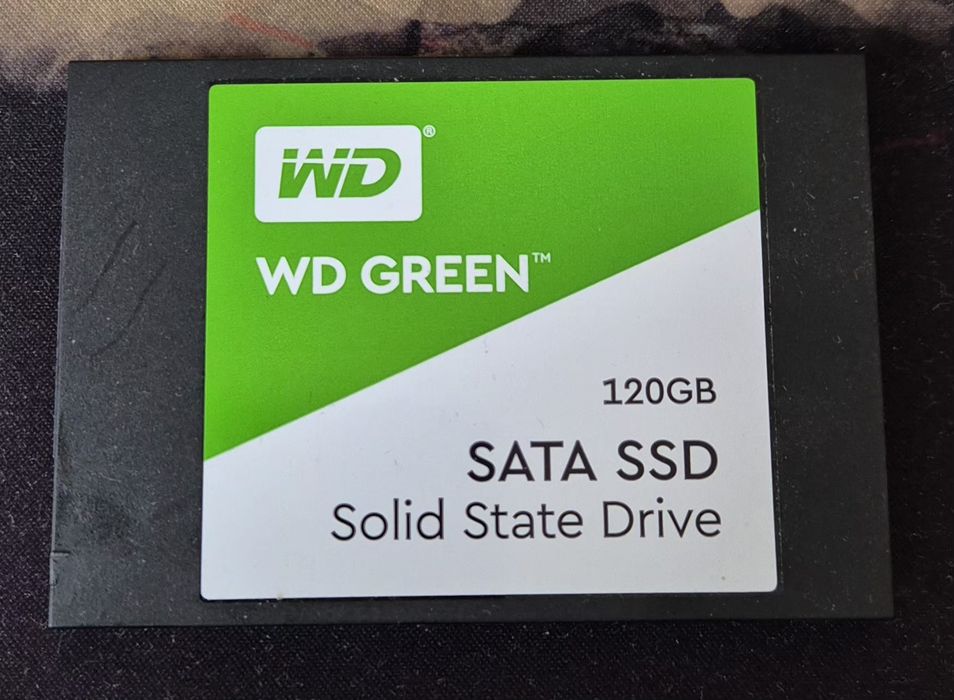 WD®
WD GREEN™
120GB
SATA SSD
Solid State Drive